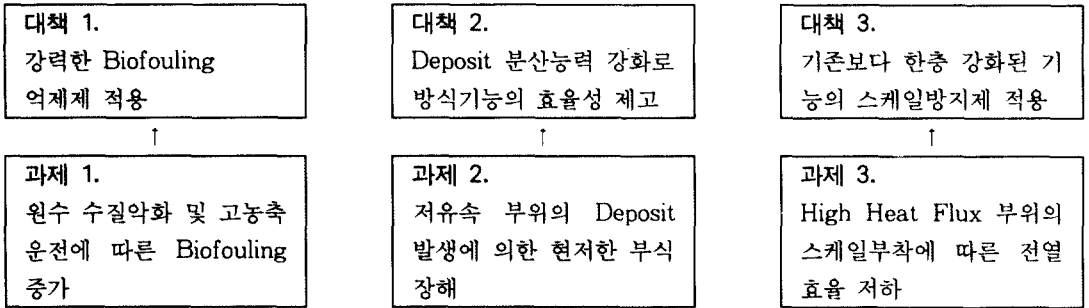 대책 1.
강력한 Biofouling
억제제 적용
대책 2.
Deposit 분산능력 강화로
방식기능의 효율성 제고
대책 3.
기존보다 한층 강화된 기
능의 스케일방지제 적용
↑
↑
↑
과제 1.
원수 수질악화 및 고농축
운전에 따른 Biofouling
증가
과제 2.
저유속 부위의 Deposit
발생에 의한 현저한 부식
장해
과제 3.
High Heat Flux 부위의
스케일부착에 따른 전열
효율 저하